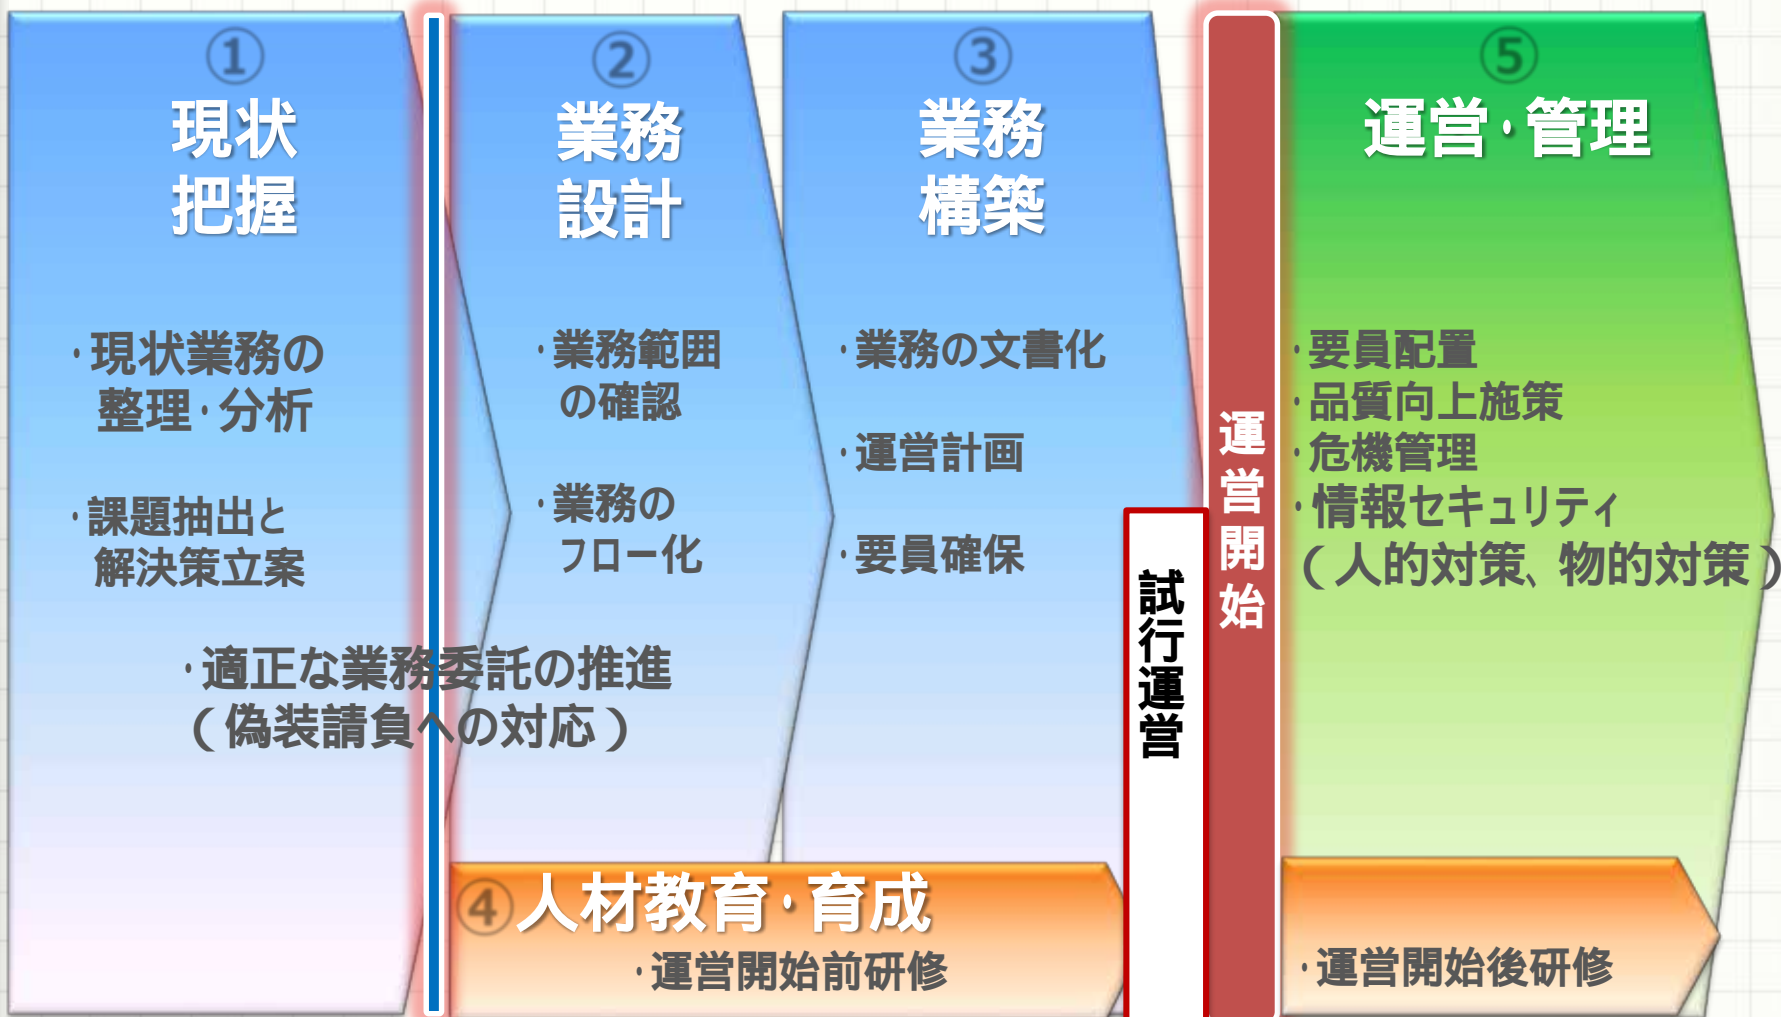 ①
現状
把握
・現状業務の
整理・分析
・課題抽出と
解決策立案
・適正な業務委託の推進
(偽装請負への対応)
②
業務
設計
・業務範囲
の確認
・業務の
フロー化
③
業務
構築
・業務の文書化
・運営計画
・要員確保
④人材教育・育成
・運営開始前研修
試行運営
運営開始
⑤
運営・管理
・要員配置
・品質向上施策
・危機管理
・情報セキュリティ
(人的対策、物的対策)
・運営開始後研修